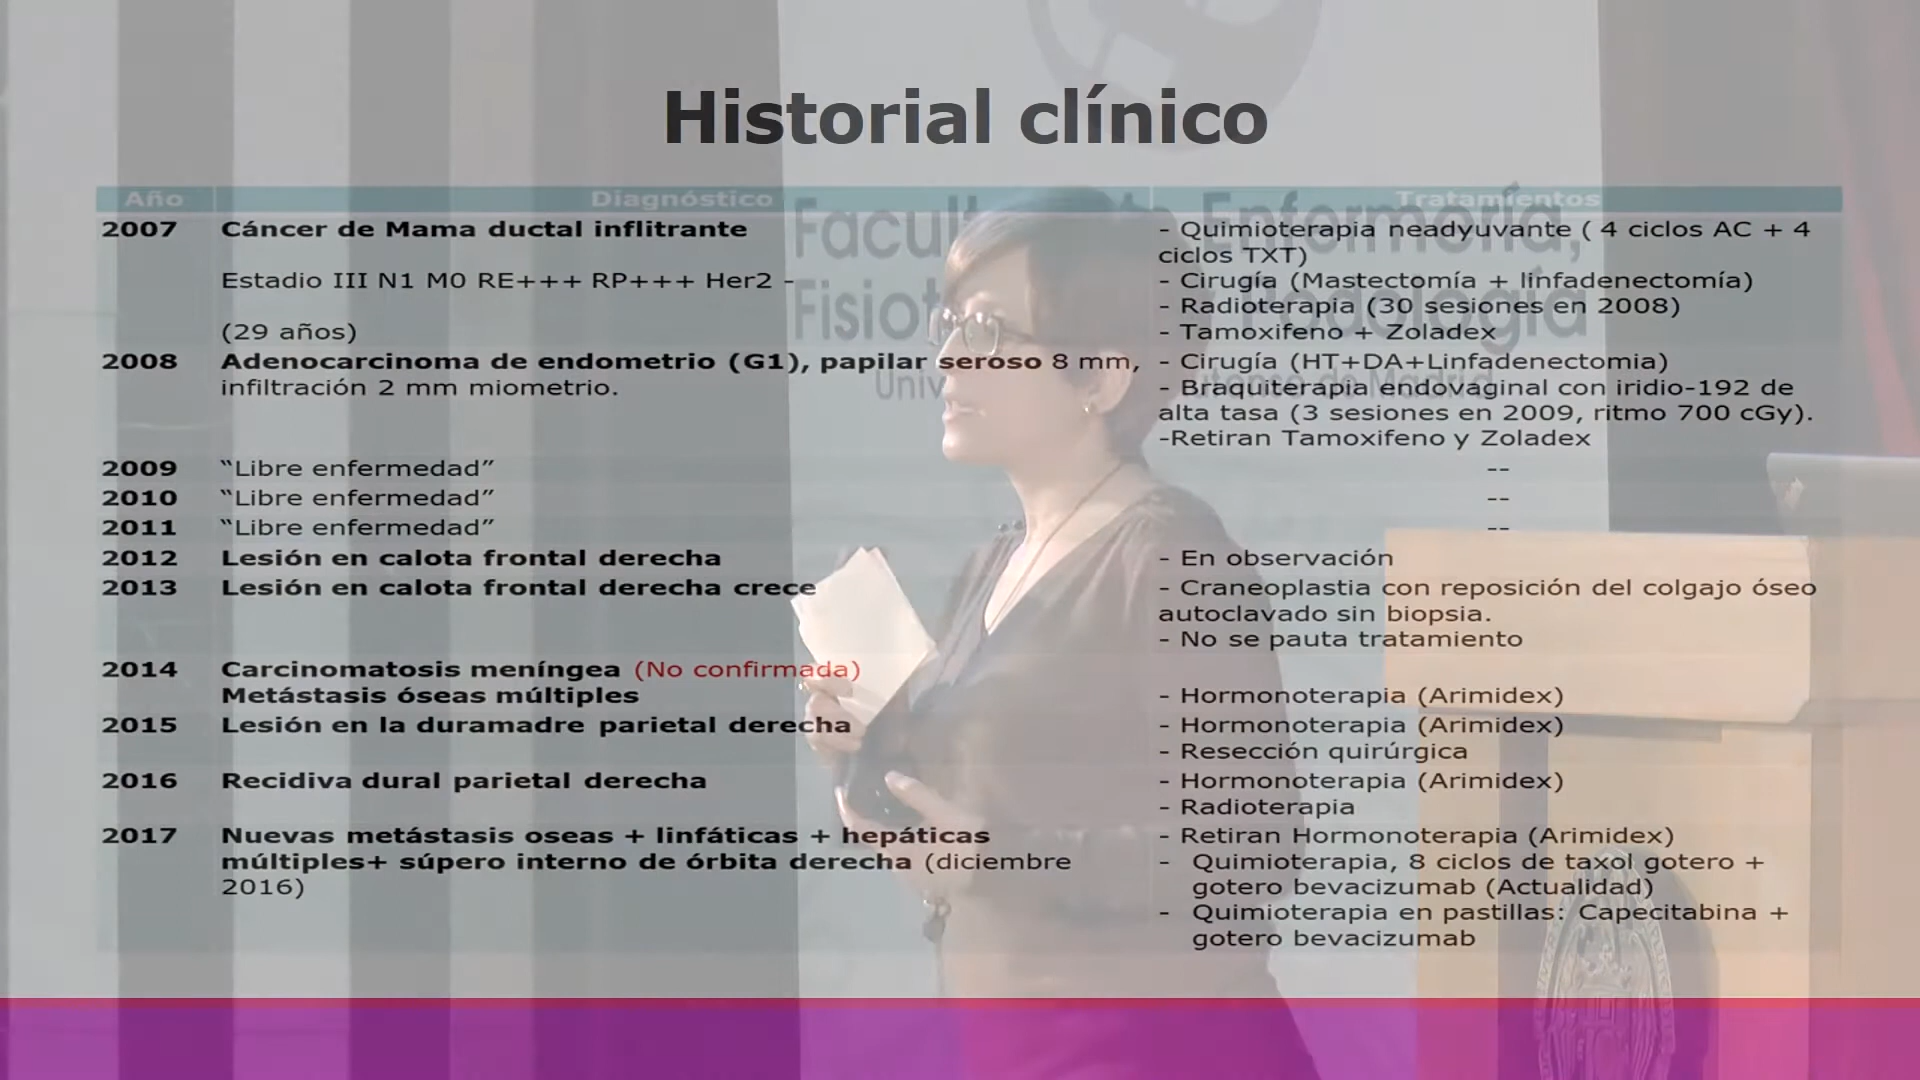 Historial clínico
Año Diagnóstico Tratamientos
2007 Cáncer de Mama ductal inflitrante
Estadio III N1 M0 RE+++ RP+++ Her2 -
(29 años)
- Quimioterapia neadyuvante ( 4 ciclos AC + 4
ciclos TXT)
- Cirugía (Mastectomía + linfadenectomía)
- Radioterapia (30 sesiones en 2008)
- Tamoxifeno + Zoladex
2008 Adenocarcinoma de endometrio (G1), papilar seroso 8 mm,
infiltración 2 mm miometrio.
- Cirugía (HT+DA+Linfadenectomia)
- Braquiterapia endovaginal con iridio-192 de
alta tasa (3 sesiones en 2009, ritmo 700 cGy).
-Retiran Tamoxifeno y Zoladex
2009 “Libre enfermedad” --
2010 “Libre enfermedad” --
2011 “Libre enfermedad” --
2012 Lesión en calota frontal derecha - En observación
2013 Lesión en calota frontal derecha crece
- Craneoplastia con reposición del colgajo óseo
autoclavado sin biopsia.
- No se pauta tratamiento
2014 Carcinomatosis meníngea (No confirmada)
Metástasis óseas múltiples - Hormonoterapia (Arimidex)
2015 Lesión en la duramadre parietal derecha - Hormonoterapia (Arimidex)
- Resección quirúrgica
2016 Recidiva dural parietal derecha - Hormonoterapia (Arimidex)
- Radioterapia
2017 Nuevas metástasis oseas + linfáticas + hepáticas
múltiples+ súpero interno de órbita derecha (diciembre
2016)
- Retiran Hormonoterapia (Arimidex)
- Quimioterapia, 8 ciclos de taxol gotero +
gotero bevacizumab (Actualidad)
- Quimioterapia en pastillas: Capecitabina +
gotero bevacizumab
Enfermería,
Podología
de Madrid